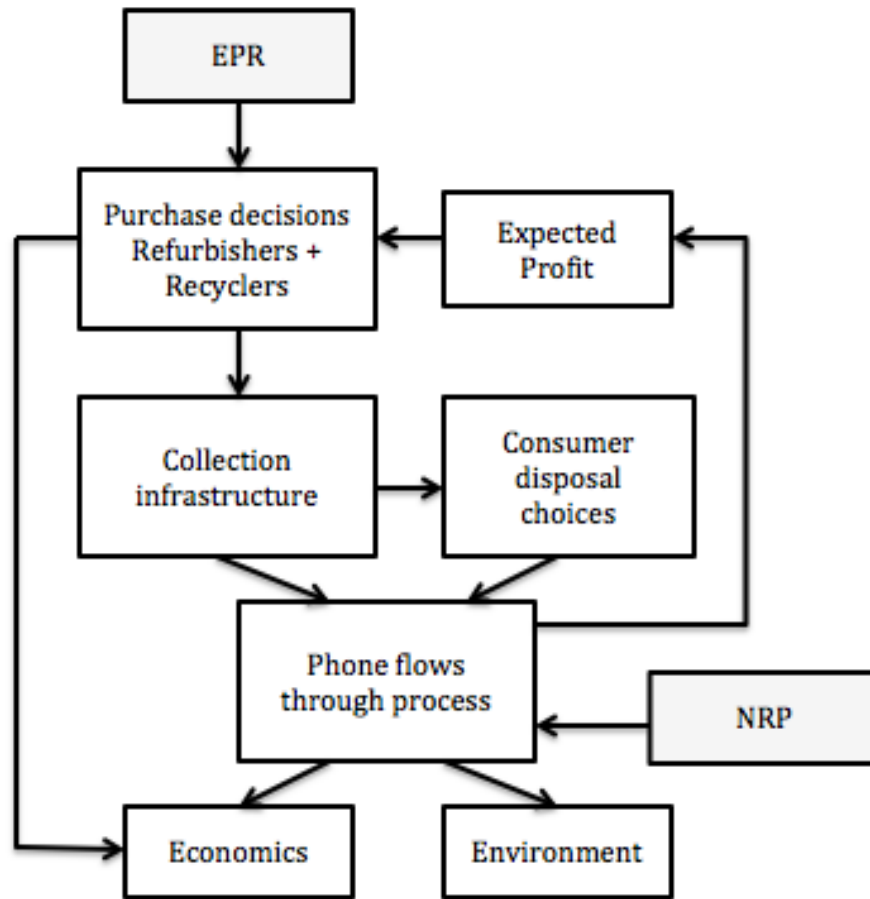 EPR
Purchase decisions
Refurbishers +
Recyclers
Expected
Profit
Collection
infrastructure
Consumer
disposal
choices
Phone flows
through process
NRP
Economics
Environment